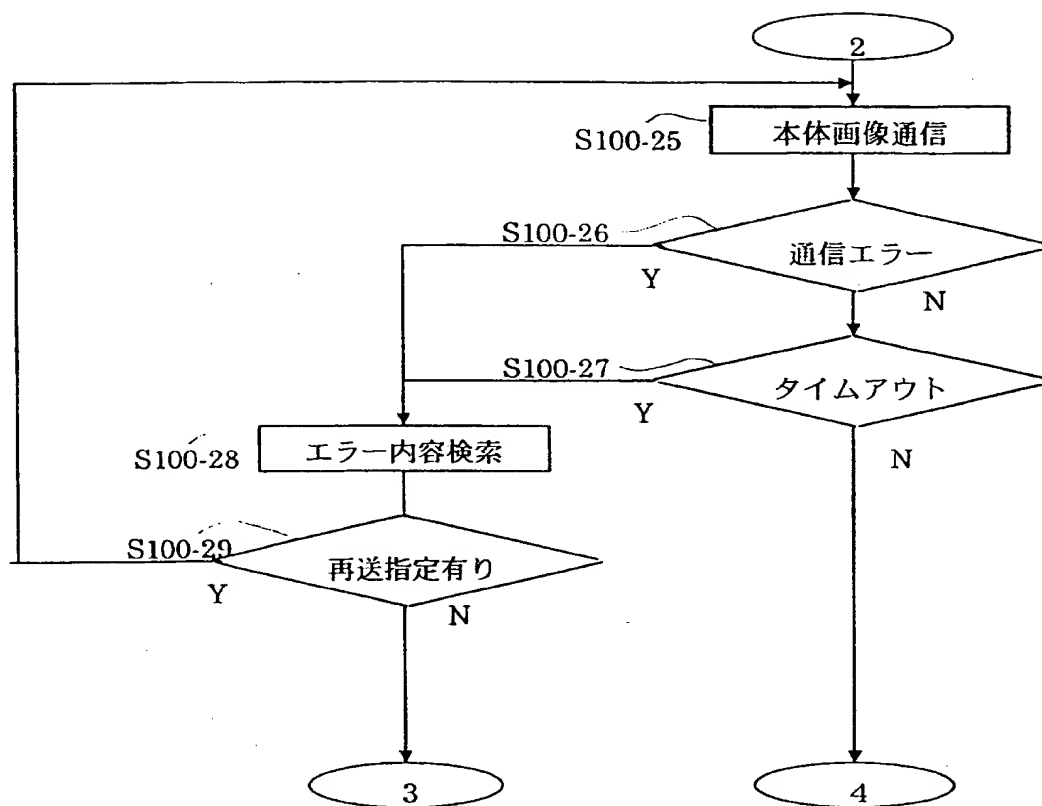 2
S100-25
本体画像通信
S100-26
通信エラー
Y
N
S100-27
タイムアウト
Y
N
S100-28
エラー内容検索
S100-29
再送指定有り
Y
N
3
4